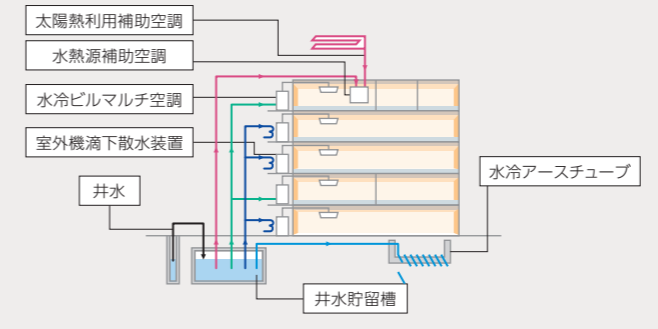 太陽熱利用補助空調
水熱源補助空調
水冷ビルマルチ空調
室外機滴下散水装置
井水
水冷アースチューブ
井水貯留槽